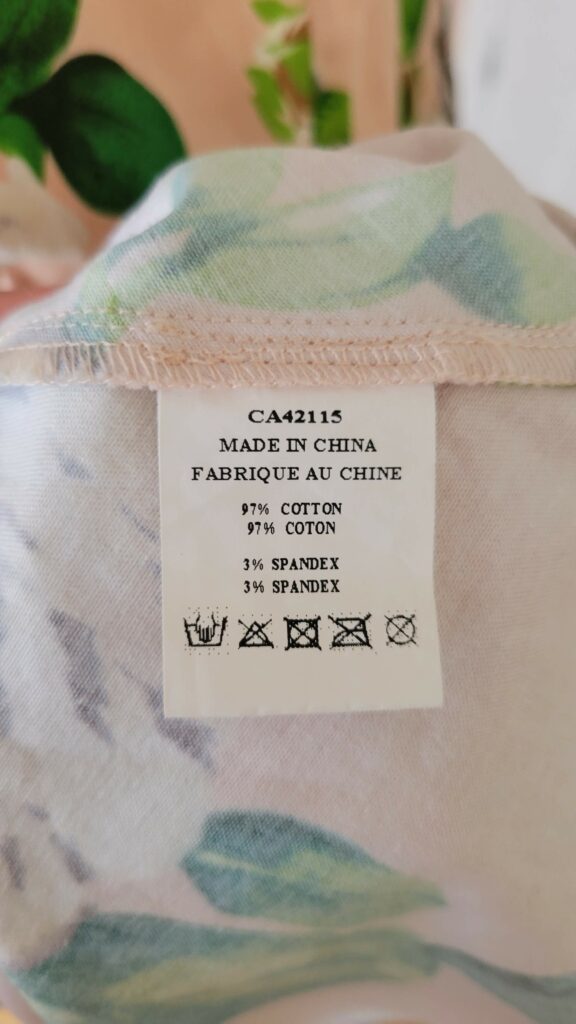 CA42115
MADE IN CHINA
FABRIQUE AU CHINE
97% COTTON
97% COTON
3% SPANDEX
3% SPANDEX